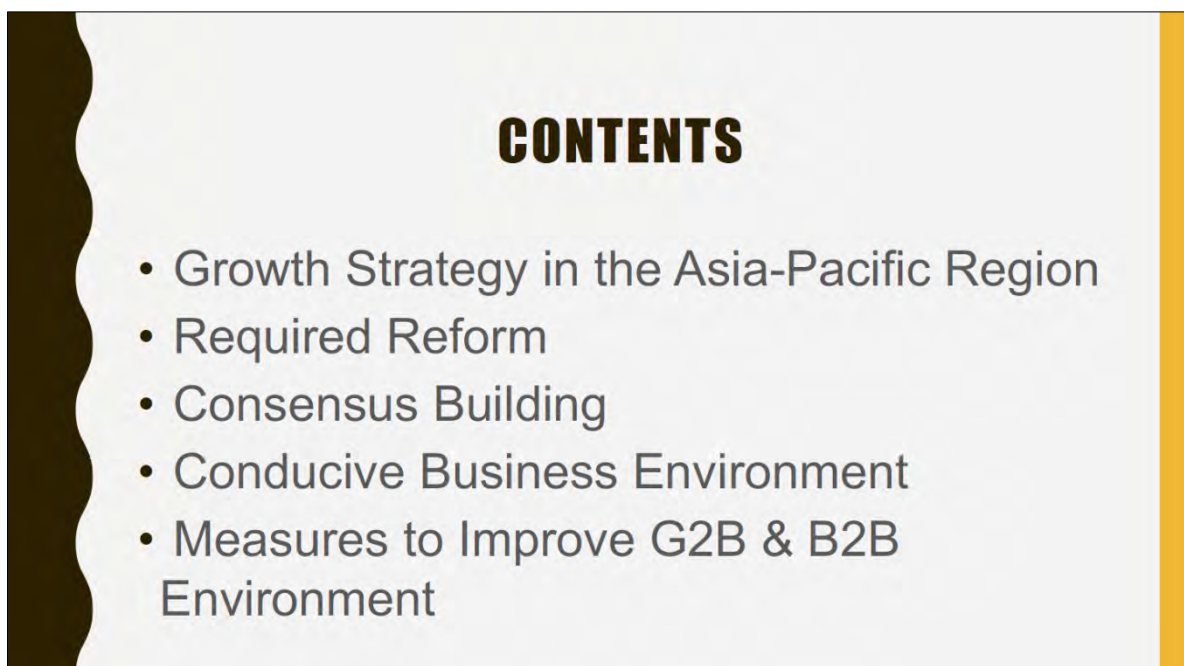 CONTENTS
• Growth Strategy in the Asia-Pacific Region
• Required Reform
• Consensus Building
• Conducive Business Environment
• Measures to Improve G2B & B2B
Environment